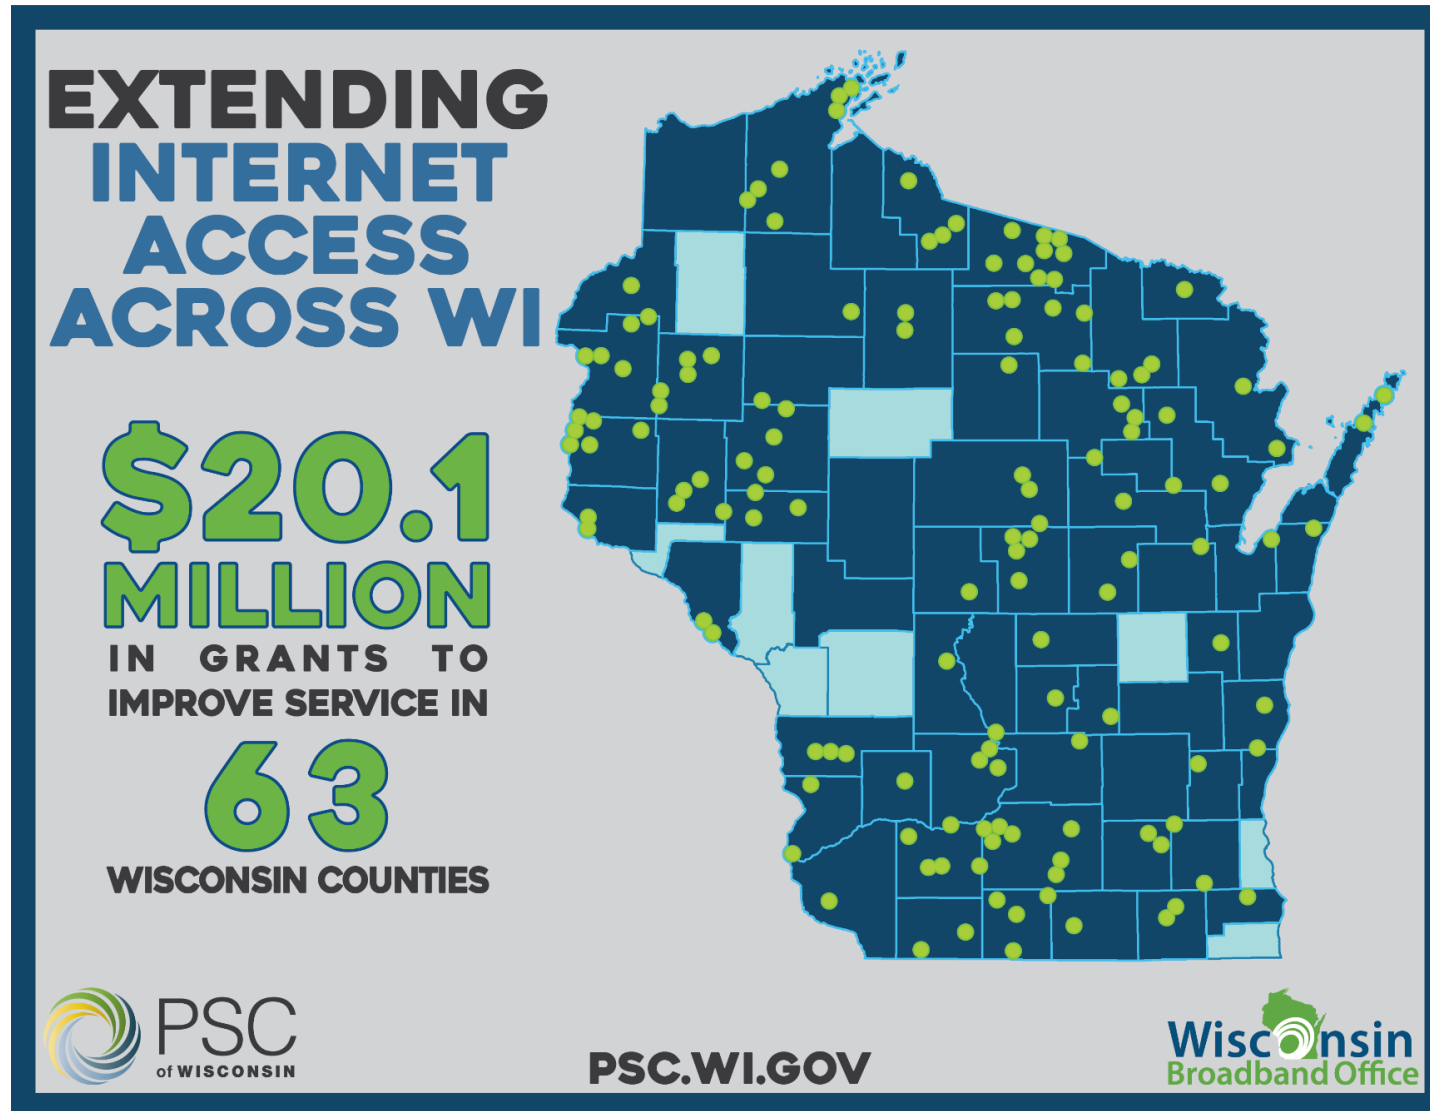 EXTENDING
INTERNET
ACCESS
ACROSS WI
$20.1
MILLION
IN GRANTS TO
IMPROVE SERVICE IN
63
WISCONSIN COUNTIES
PSC
of WISCONSIN
PSC.WI.GOV
Wisconsin
Broadband Office